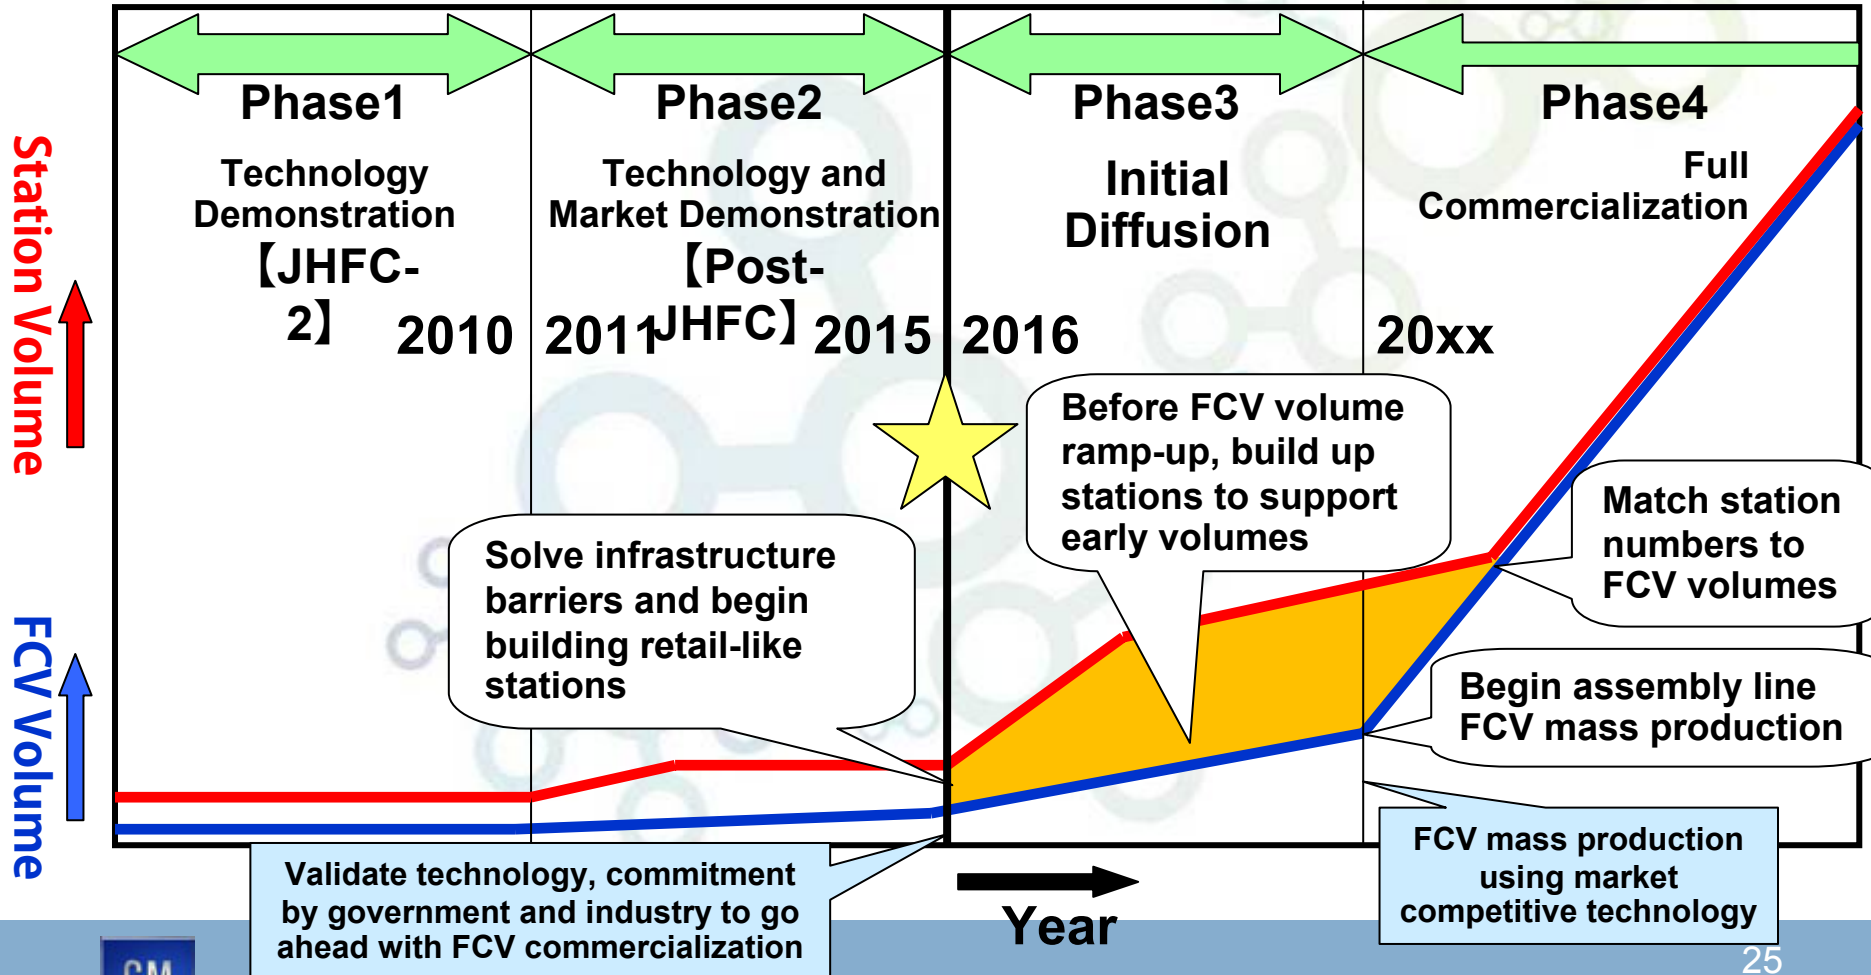 Phase1
Phase2
Phase3
Phase4
Technology
Demonstration
【JHFC-
2】
2010
Technology and
Market Demonstration
【Post-
JHFC】
2011
2015
Initial
Diffusion
2016
Full
Commercialization
20xx
Station Volume
FCV Volume
Before FCV volume
ramp-up, build up
stations to support
early volumes
Solve infrastructure
barriers and begin
building retail-like
stations
Match station
numbers to
FCV volumes
Begin assembly line
FCV mass production
FCV mass production
using market
competitive technology
Validate technology, commitment
by government and industry to go
ahead with FCV commercialization
Year
GM
25